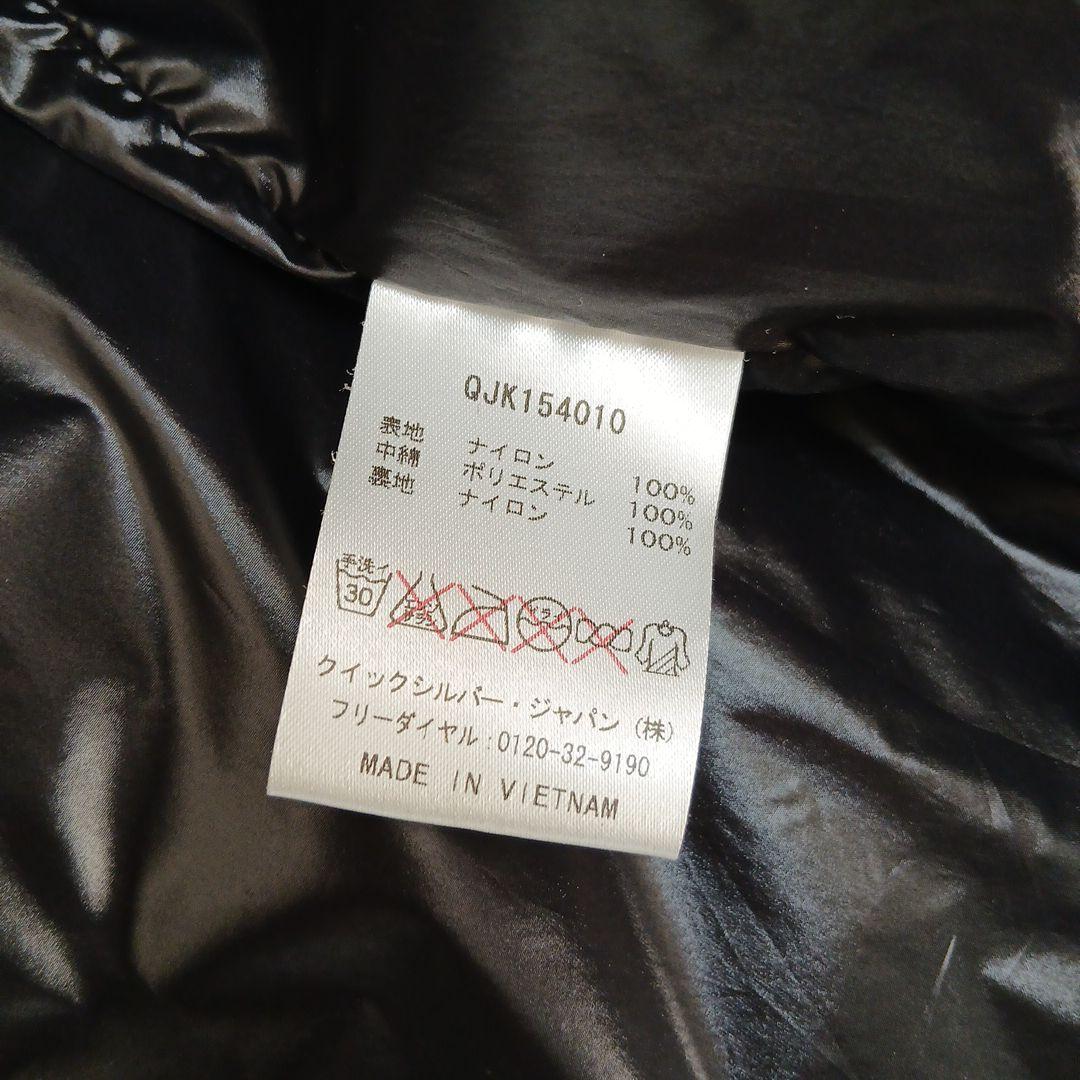 QJK154010
表地 ナイロン 100%
中綿 ポリエステル 100%
裏地 ナイロン 100%
手洗イ
30
クイックシルバー・ジャパン(株)
フリーダイヤル:0120-32-9190
MADE IN VIETNAM